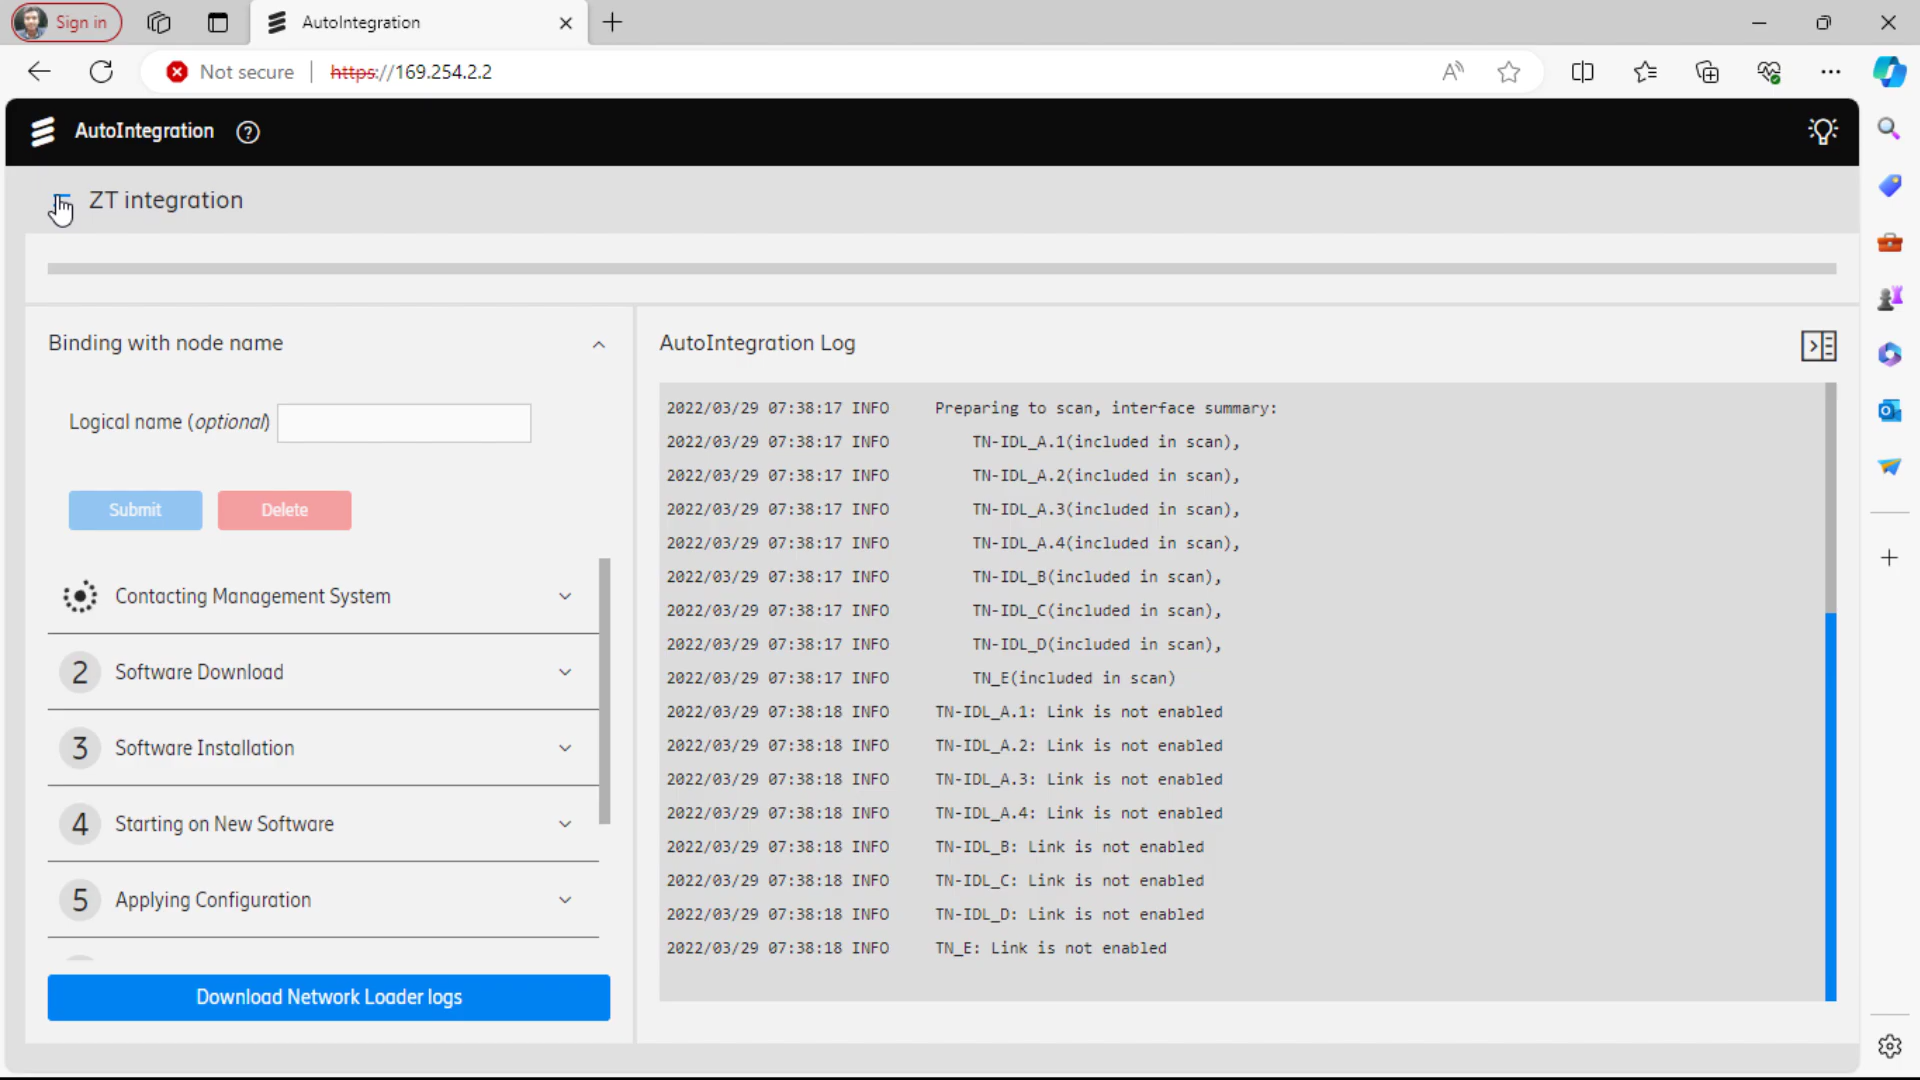 Sign in
AutoIntegration
Not secure
https://169.254.2.2
AutoIntegration
ZT integration
Binding with node name
Logical name (optional)
Submit
Delete
Contacting Management System
2 Software Download
3 Software Installation
4 Starting on New Software
5 Applying Configuration
Download Network Loader logs
AutoIntegration Log
2022/03/29 07:38:17 INFO Preparing to scan, interface summary:
2022/03/29 07:38:17 INFO TN-IDL_A.1(included in scan),
2022/03/29 07:38:17 INFO TN-IDL_A.2(included in scan),
2022/03/29 07:38:17 INFO TN-IDL_A.3(included in scan),
2022/03/29 07:38:17 INFO TN-IDL_A.4(included in scan),
2022/03/29 07:38:17 INFO TN-IDL_B(included in scan),
2022/03/29 07:38:17 INFO TN-IDL_C(included in scan),
2022/03/29 07:38:17 INFO TN-IDL_D(included in scan),
2022/03/29 07:38:17 INFO TN_E(included in scan)
2022/03/29 07:38:18 INFO TN-IDL_A.1: Link is not enabled
2022/03/29 07:38:18 INFO TN-IDL_A.2: Link is not enabled
2022/03/29 07:38:18 INFO TN-IDL_A.3: Link is not enabled
2022/03/29 07:38:18 INFO TN-IDL_A.4: Link is not enabled
2022/03/29 07:38:18 INFO TN-IDL_B: Link is not enabled
2022/03/29 07:38:18 INFO TN-IDL_C: Link is not enabled
2022/03/29 07:38:18 INFO TN-IDL_D: Link is not enabled
2022/03/29 07:38:18 INFO TN_E: Link is not enabled